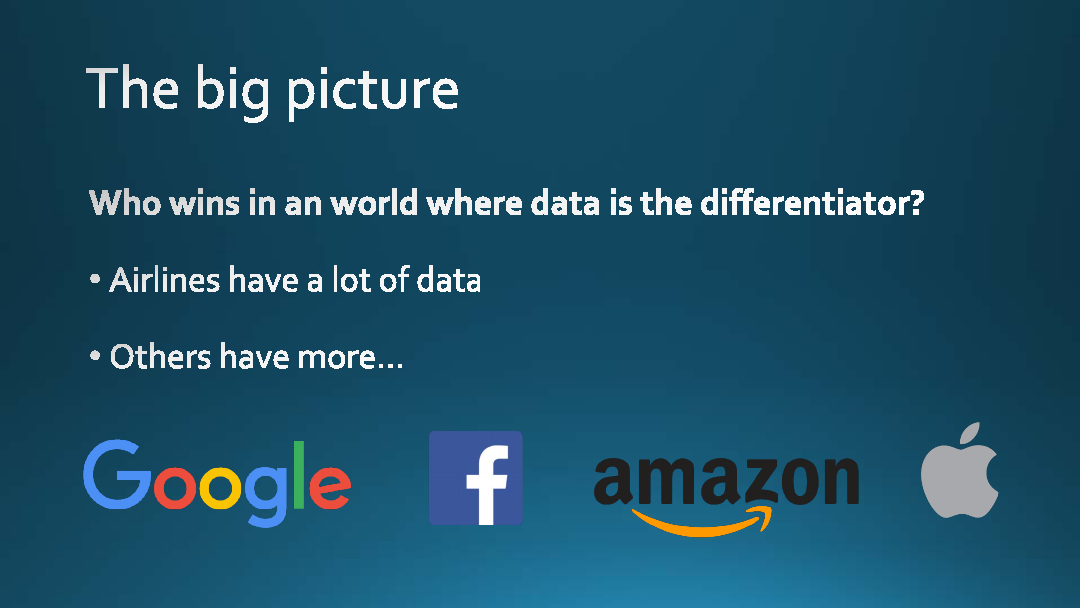 The big picture
Who wins in an world where data is the differentiator?
• Airlines have a lot of data
• Others have more...
Google f amazon